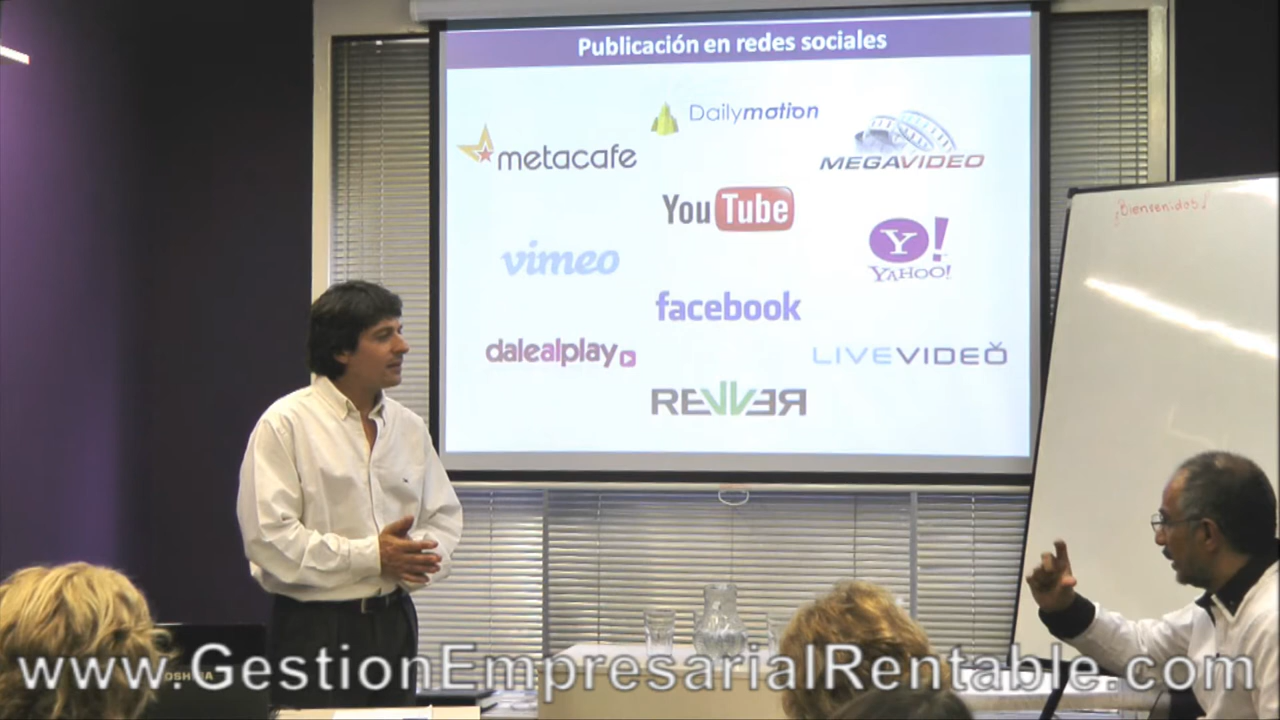 Publicación en redes sociales
Dailymotion
metacafe
MEGAVIDEO
YouTube
YAHOO!
vimeo
facebook
dalealplay
LIVEVIDEO
REVVER
¡Bienvenidos!
www.GestionEmpresarialRentable.com